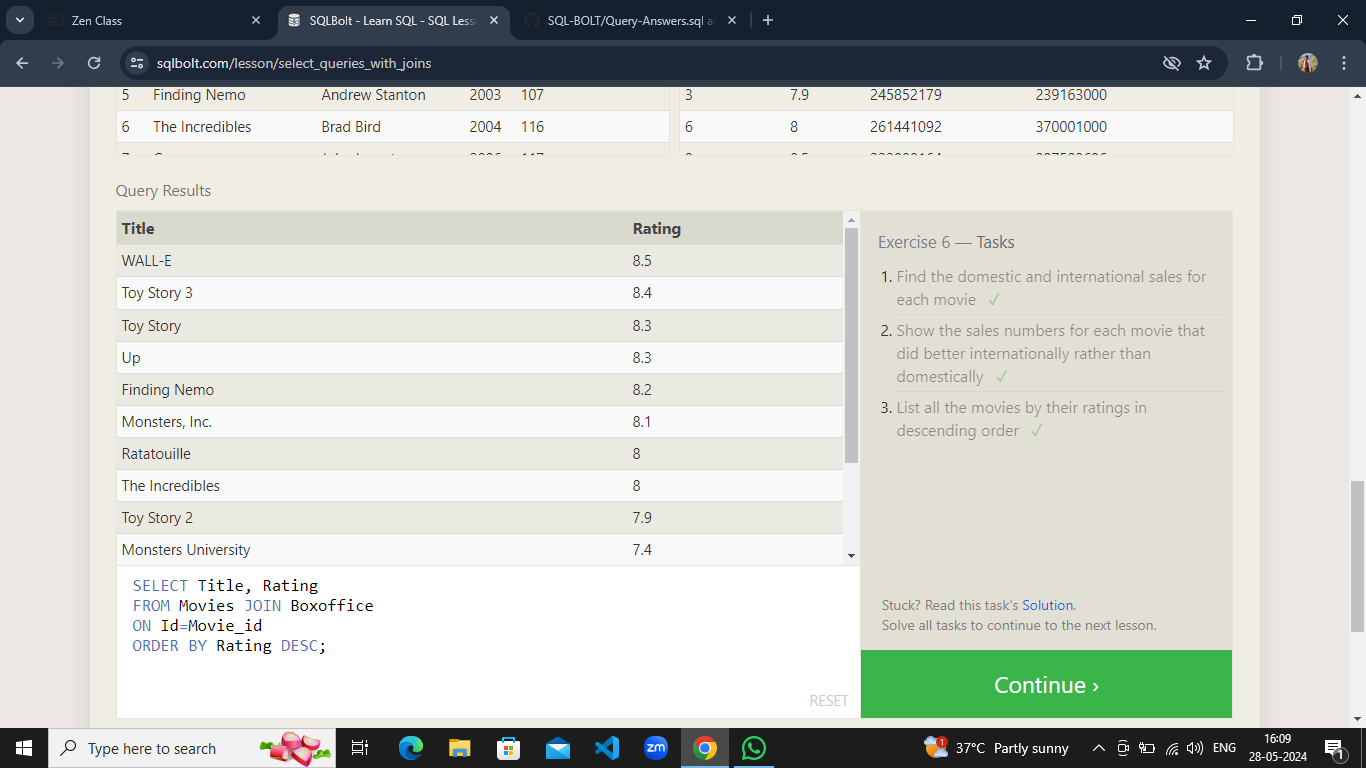 Zen Class
SQLBolt - Learn SQL - SQL Less
SQL-BOLT/Query-Answers.sql a
sqlbolt.com/lesson/select_queries_with_joins
5 Finding Nemo Andrew Stanton 2003 107
3 7.9 245852179 239163000
6 The Incredibles Brad Bird 2004 116
6 8 261441092 370001000
Query Results
Title Rating
WALL-E 8.5
Toy Story 3 8.4
Toy Story 8.3
Up 8.3
Finding Nemo 8.2
Monsters, Inc. 8.1
Ratatouille 8
The Incredibles 8
Toy Story 2 7.9
Monsters University 7.4
SELECT Title, Rating
FROM Movies JOIN Boxoffice
ON Id=Movie_id
ORDER BY Rating DESC;
RESET
Exercise 6 — Tasks
1. Find the domestic and international sales for
each movie ✓
2. Show the sales numbers for each movie that
did better internationally rather than
domestically ✓
3. List all the movies by their ratings in
descending order ✓
Stuck? Read this task's Solution.
Solve all tasks to continue to the next lesson.
Continue ›
Type here to search
zm
1
37°C Partly sunny
ENG
16:09
28-05-2024
1